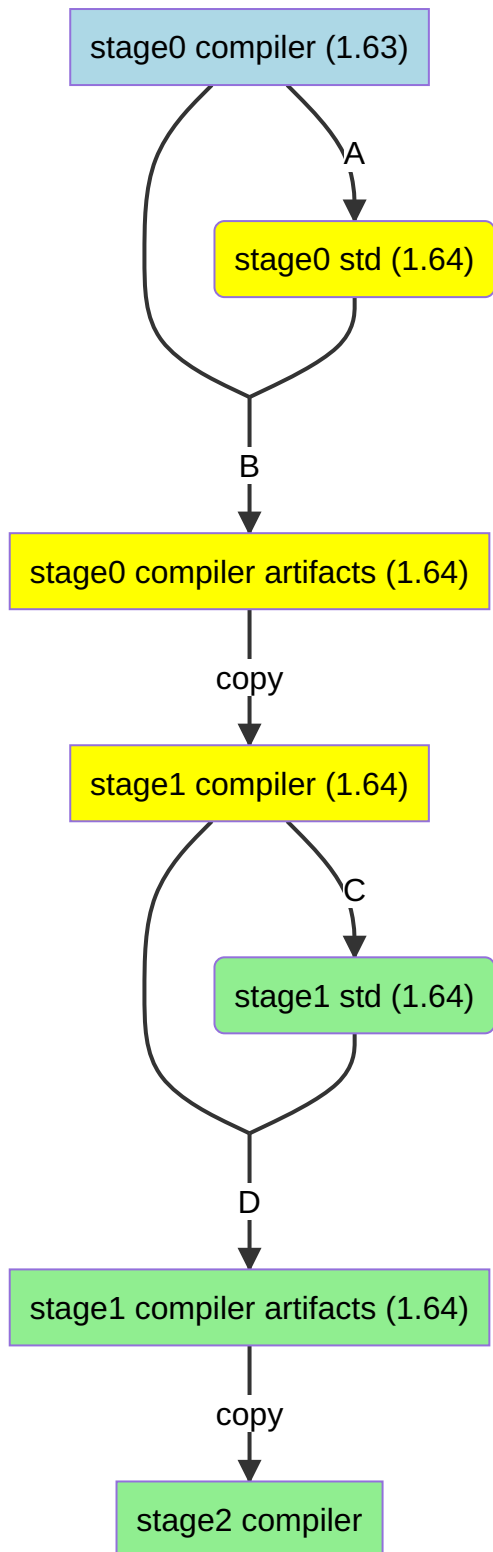 stage0 compiler (1.63)
A
stage0 std (1.64)
B
stage0 compiler artifacts (1.64)
copy
stage1 compiler (1.64)
C
stage1 std (1.64)
D
stage1 compiler artifacts (1.64)
copy
stage2 compiler